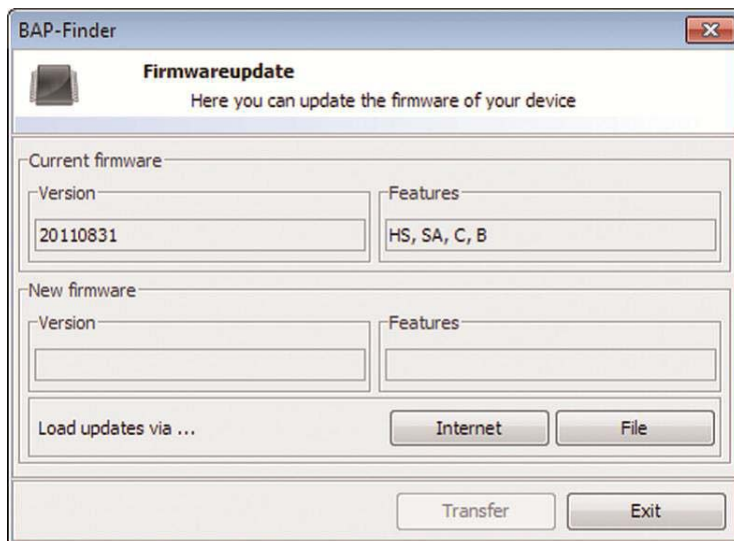 BAP-Finder
Firmwareupdate
Here you can update the firmware of your device
Current firmware
Version
Features
20110831
HS, SA, C, B
New firmware
Version
Features
Load updates via ...
Internet
File
Transfer
Exit